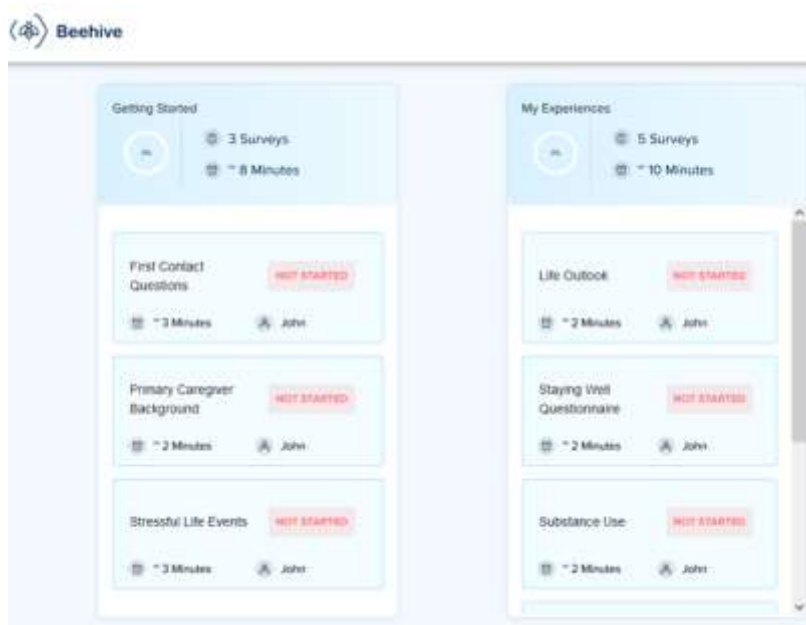 Beehive
Getting Started
3 Surveys
~ 8 Minutes
First Contact
Questions
NOT STARTED
~ 3 Minutes
John
Primary Caregiver
Background
NOT STARTED
~ 2 Minutes
John
Stressful Life Events
NOT STARTED
~ 3 Minutes
John
My Experiences
5 Surveys
~ 10 Minutes
Life Outlook
NOT STARTED
~ 2 Minutes
John
Staying Well
Questionnaire
NOT STARTED
~ 2 Minutes
John
Substance Use
NOT STARTED
~ 2 Minutes
John